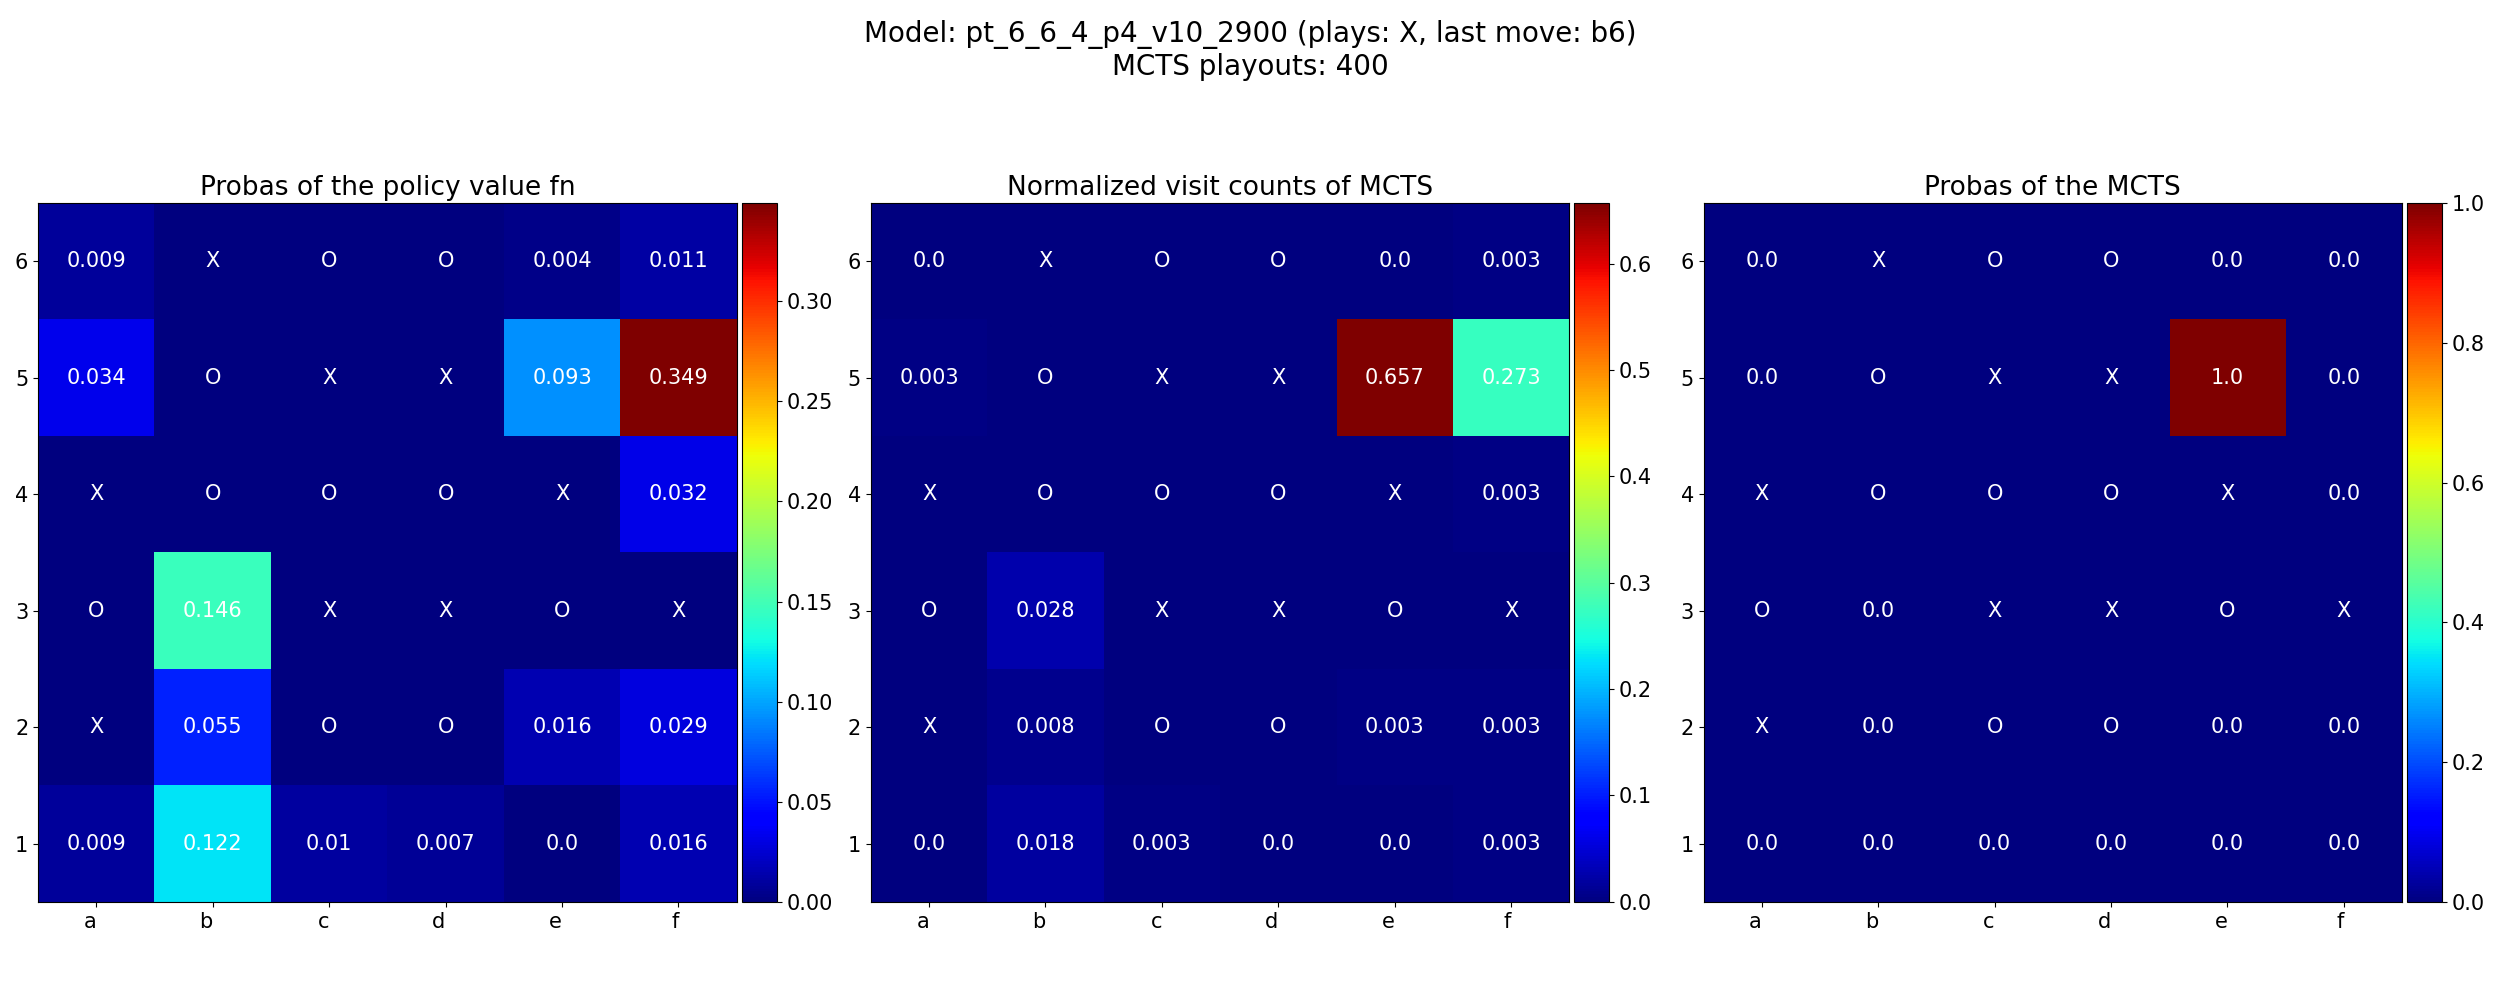 Model: pt_6_6_4_p4_v10_2900 (plays: X, last move: b6)
MCTS playouts: 400
Probas of the policy value fn
6 0.009 X O O 0.004 0.011
5 0.034 O X X 0.093 0.349
4 X O O O X 0.032
3 O 0.146 X X O X
2 X 0.055 O O 0.016 0.029
1 0.009 0.122 0.01 0.007 0.0 0.016
a b c d e f
0.30
0.25
0.20
0.15
0.10
0.05
0.00
Normalized visit counts of MCTS
6 0.0 X O O 0.0 0.003
5 0.003 O X X 0.657 0.273
4 X O O O X 0.003
3 O 0.028 X X O X
2 X 0.008 O O 0.003 0.003
1 0.0 0.018 0.003 0.0 0.0 0.003
a b c d e f
0.6
0.5
0.4
0.3
0.2
0.1
0.0
Probas of the MCTS
6 0.0 X O O 0.0 0.0
5 0.0 O X X 1.0 0.0
4 X O O O X 0.0
3 O 0.0 X X O X
2 X 0.0 O O 0.0 0.0
1 0.0 0.0 0.0 0.0 0.0 0.0
a b c d e f
1.0
0.8
0.6
0.4
0.2
0.0